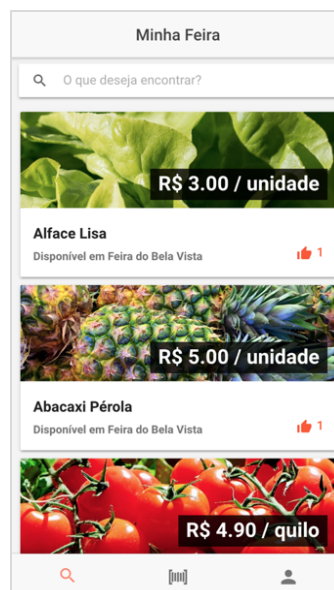 Minha Feira
O que deseja encontrar?
R$ 3.00 / unidade
Alface Lisa
Disponível em Feira do Bela Vista
1
R$ 5.00 / unidade
Abacaxi Pérola
Disponível em Feira do Bela Vista
1
R$ 4.90 / quilo